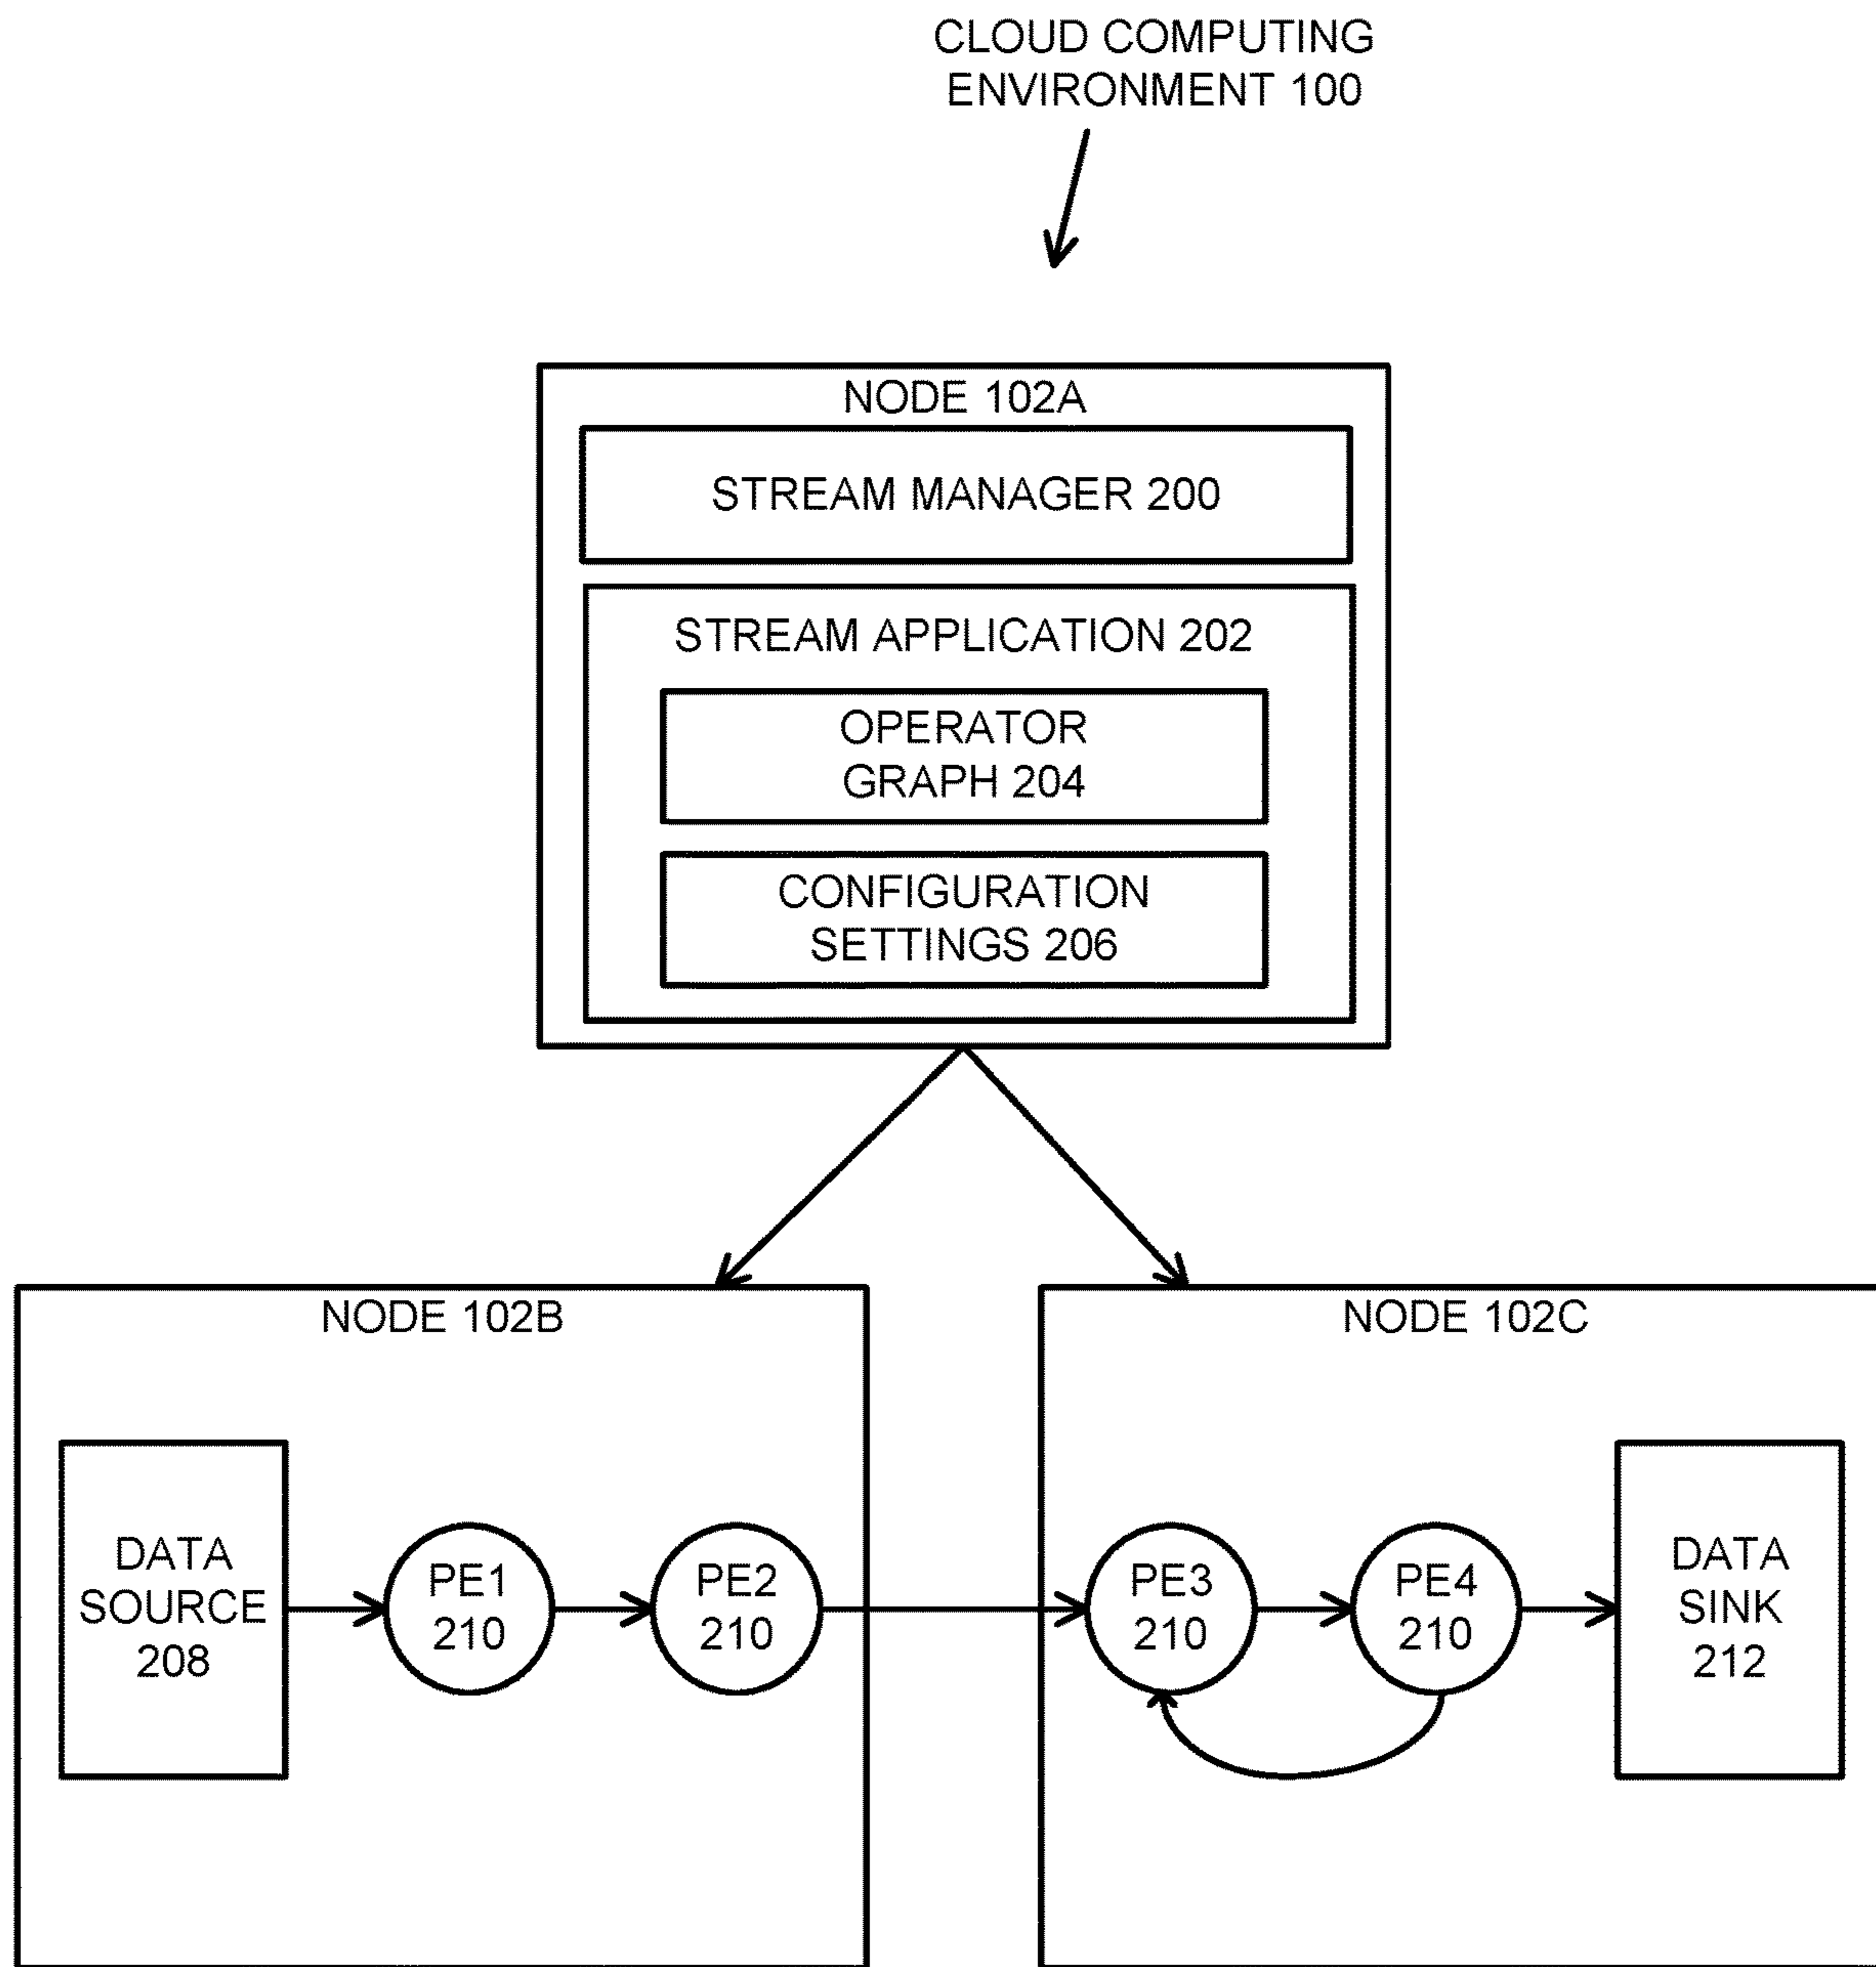 CLOUD COMPUTING
ENVIRONMENT 100
NODE 102A
STREAM MANAGER 200
STREAM APPLICATION 202
OPERATOR
GRAPH 204
CONFIGURATION
SETTINGS 206
NODE 102B
DATA
SOURCE
208
PE1
210
PE2
210
NODE 102C
PE3
210
PE4
210
DATA
SINK
212